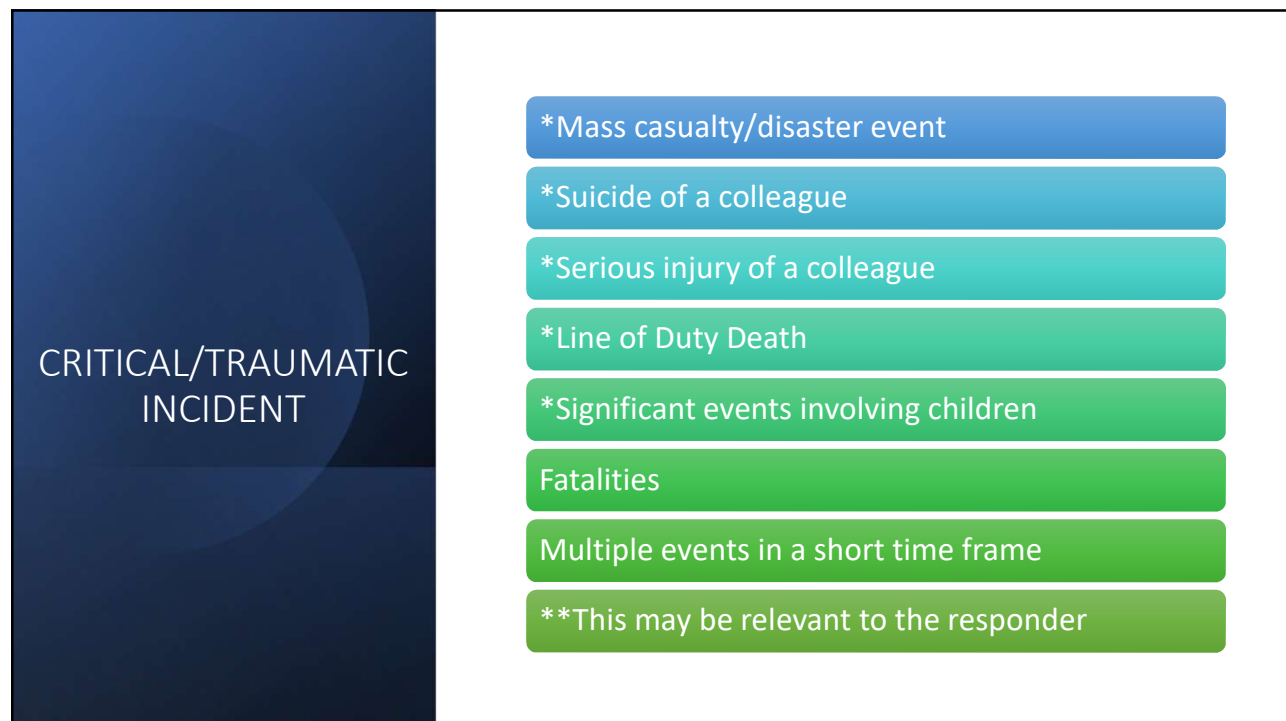 CRITICAL/TRAUMATIC
INCIDENT
*Mass casualty/disaster event
*Suicide of a colleague
*Serious injury of a colleague
*Line of Duty Death
*Significant events involving children
Fatalities
Multiple events in a short time frame
**This may be relevant to the responder